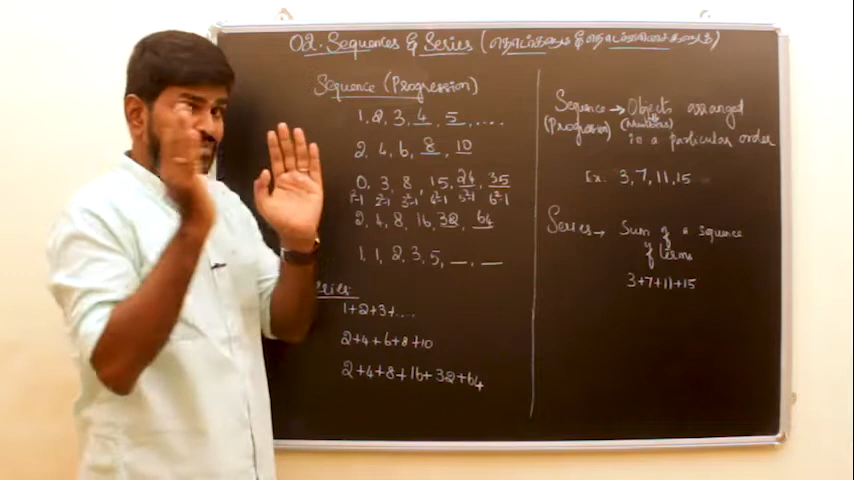 02. Sequences & Series (தொடர்களும்
Sequence (Progression)
1, 2, 3, 4, 5, ....
2, 4, 6, 8, 10
0, 3, 8, 15, 24, 35
1²-1 2²-1 3²-1 4²-1 5²-1 6²-1
2, 4, 8, 16, 32, 64
1, 1, 2, 3, 5, __, __
1+2+3+....
2+4+6+8+10
2+4+8+16+32+64
Sequence → Objects arranged
(Progression) (Numbers)
in a particular order
Ex: 3, 7, 11, 15
Series → Sum of a sequence
of terms
3+7+11+15